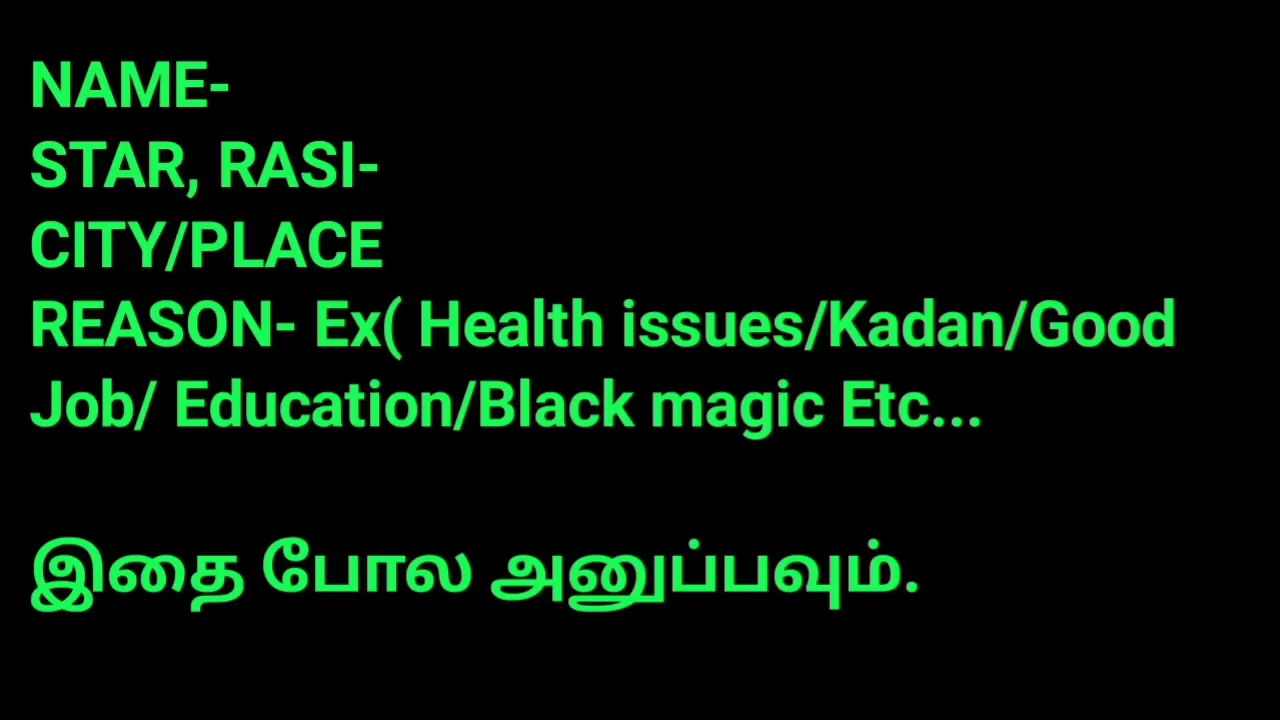 NAME-
STAR, RASI-
CITY/PLACE
REASON- Ex( Health issues/Kadan/Good
Job/ Education/Black magic Etc...
இதை போல அனுப்பவும்.